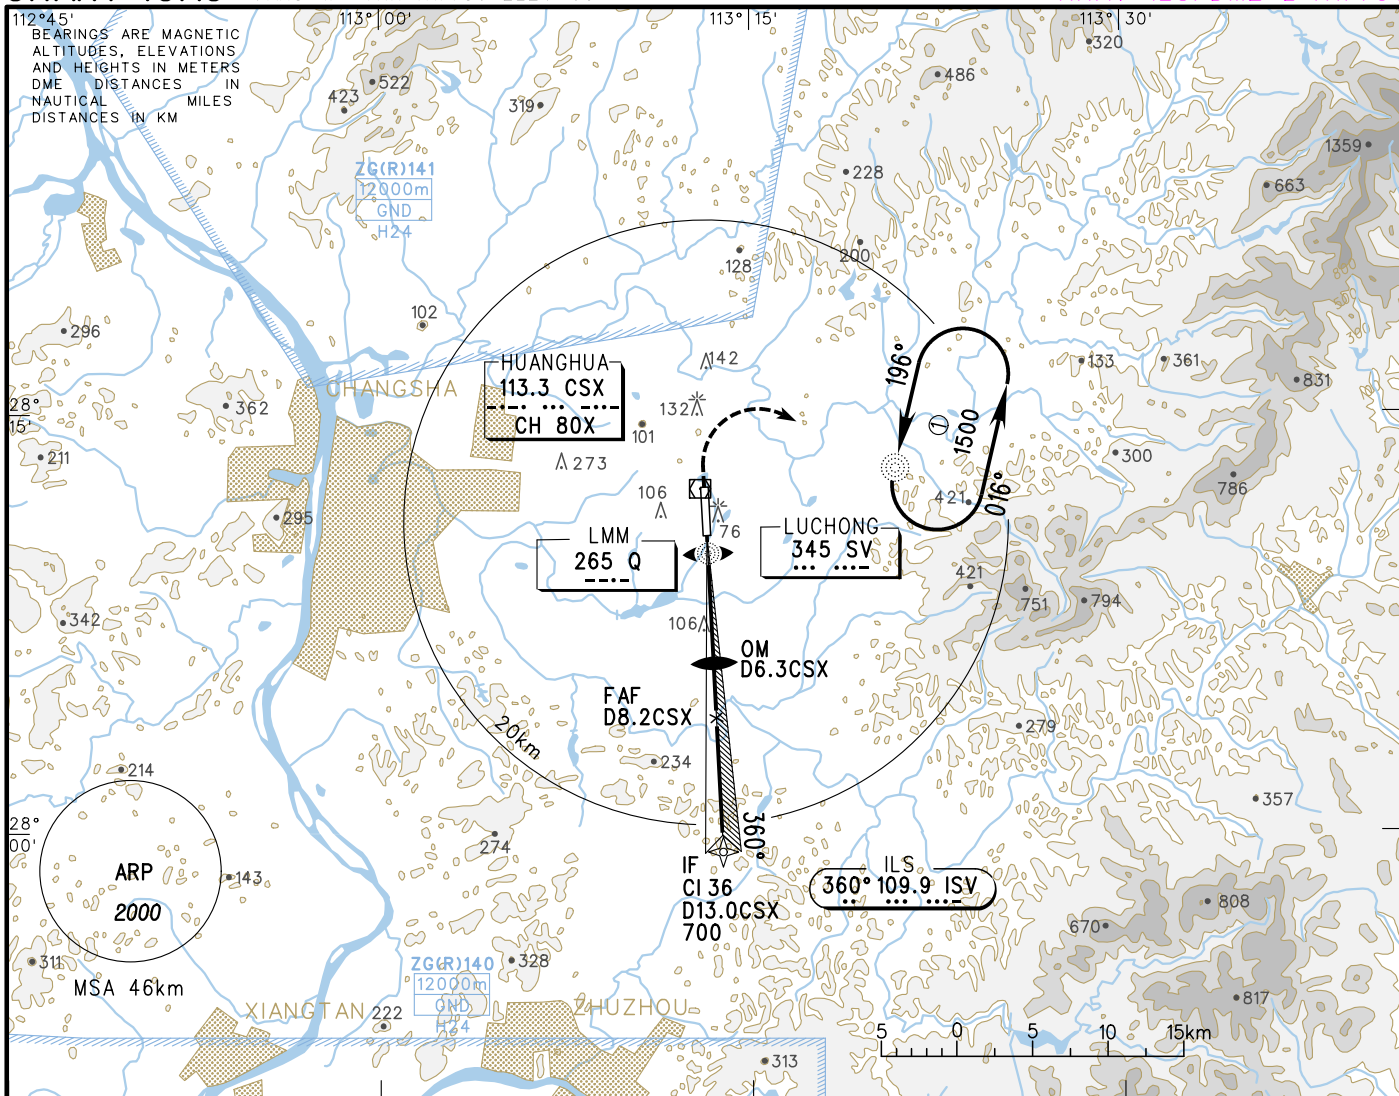 112°45'
113°00'
113°15'
113°30'
BEARINGS ARE MAGNETIC
ALTITUDES, ELEVATIONS
AND HEIGHTS IN METERS
DME DISTANCES IN
NAUTICAL MILES
DISTANCES IN KM
320
486
522
423
319
1359
ZG(R)141
12000m
GND
H24
228
663
200
128
800
500
300
102
296
HUANGHUA
113.3 CSX
CH 80X
142
196°
133
361
831
CHANGSHA
28°
15'
362
132
101
①
1500
211
273
300
786
106
421
016°
295
76
LMM
265 Q
LUCHONG
345 SV
421
751
794
342
106
OM
D6.3CSX
FAF
D8.2CSX
20km
279
214
234
357
28°
00'
360°
274
ARP
2000
143
IF
CI 36
D13.0CSX
700
ILS
360° 109.9 ISV
808
670
311
MSA 46km
ZG(R)140
12000m
GND
H24
328
817
XIANGTAN
222
ZHUZHOU
5 0 5 10 15km
313